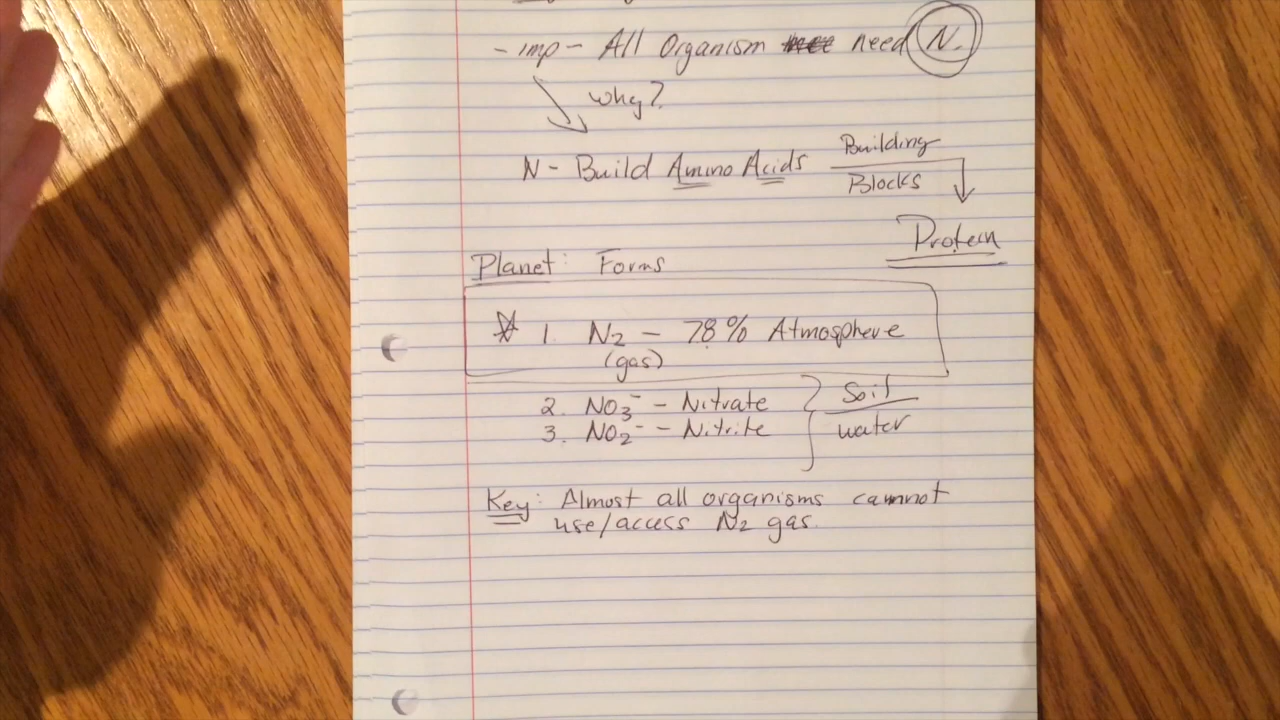 - imp - All Organism need N.
why?
N - Build Amino Acids Building Blocks
Protein
Planet: Forms
1. N₂ - 78% Atmosphere
(gas)
2. NO₃⁻ - Nitrate Soil
3. NO₂⁻ - Nitrite water
Key: Almost all organisms cannot
use/access N₂ gas.